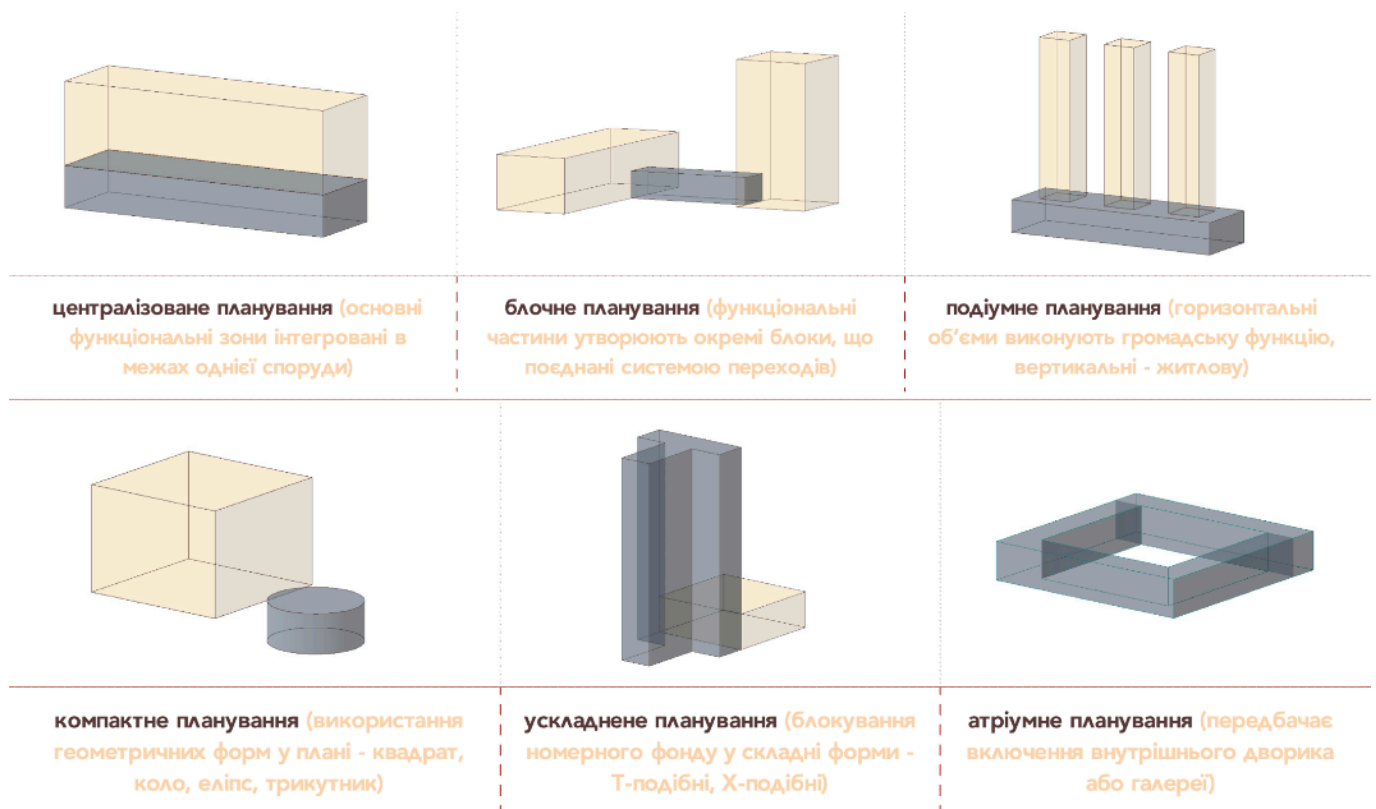 централізоване планування (основні
функціональні зони інтегровані в
межах однієї споруди)
блочне планування (функціональні
частини утворюють окремі блоки, що
поєднані системою переходів)
подіумне планування (горизонтальні
об'єми виконують громадську функцію,
вертикальні - житлову)
компактне планування (використання
геометричних форм у плані - квадрат,
коло, еліпс, трикутник)
ускладнене планування (блокування
номерного фонду у складні форми -
Т-подібні, Х-подібні)
атріумне планування (передбачає
включення внутрішнього дворика
або галереї)